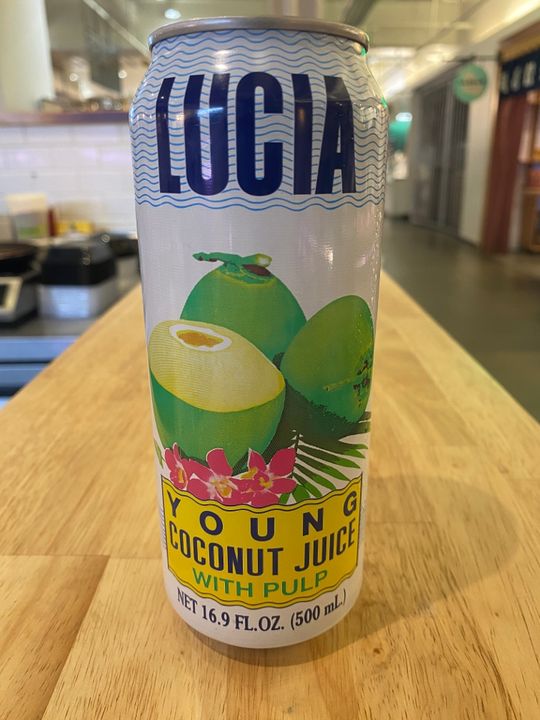 LUCIA
YOUNG
COCONUT JUICE
WITH PULP
NET 16.9 FL.OZ. (500 mL)